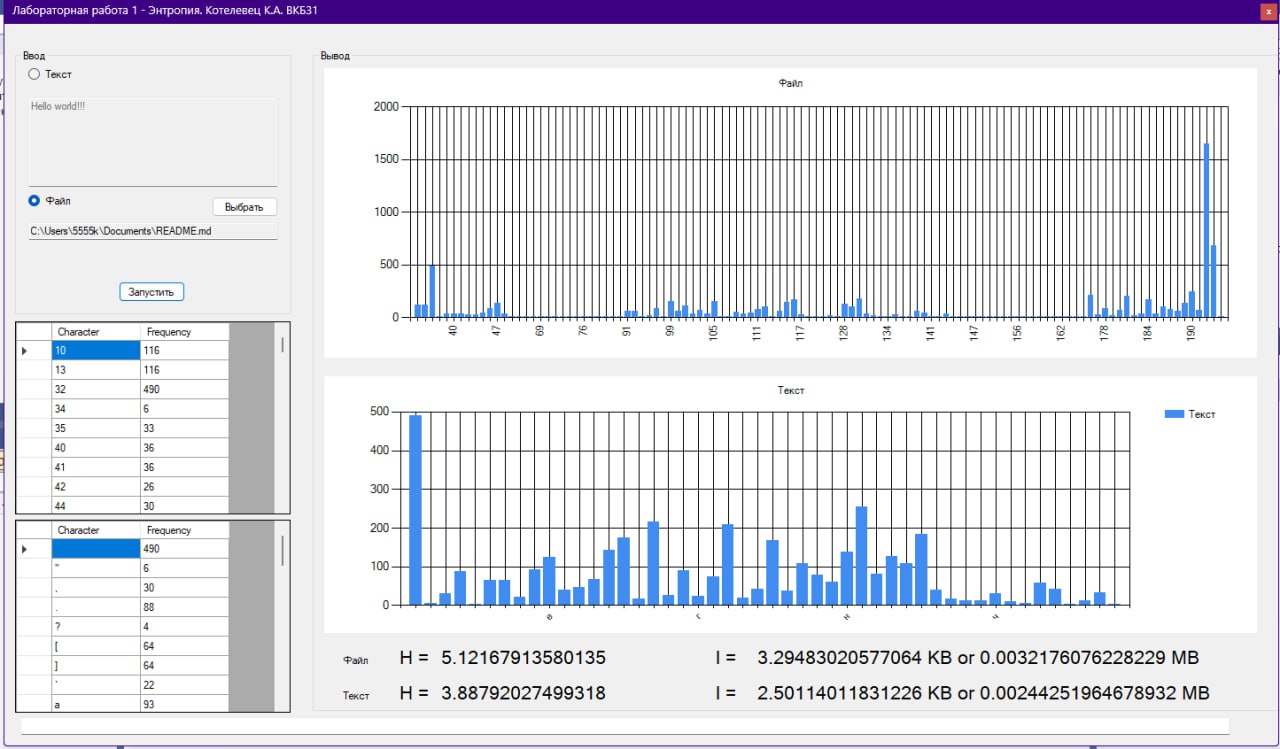 Лабораторная работа 1 - Энтропия. Котелевец К.А. ВКБ31
x
Ввод
Текст
Hello world!!!
Файл
Выбрать
C:\Users\5555k\Documents\README.md
Запустить
Character Frequency
10 116
13 116
32 490
34 6
35 33
40 36
41 36
42 26
44 30
Character Frequency
490
" 6
, 30
. 88
? 4
[ 64
] 64
` 22
a 93
Вывод
Файл
2000
1500
1000
500
0
40 47 69 76 91 99 105 111 117 128 134 141 147 156 162 178 184 190
Текст
500
400
300
200
100
0
e г н ч
Текст
Файл H = 5.12167913580135 I = 3.29483020577064 KB or 0.0032176076228229 MB
Текст H = 3.88792027499318 I = 2.50114011831226 KB or 0.00244251964678932 MB